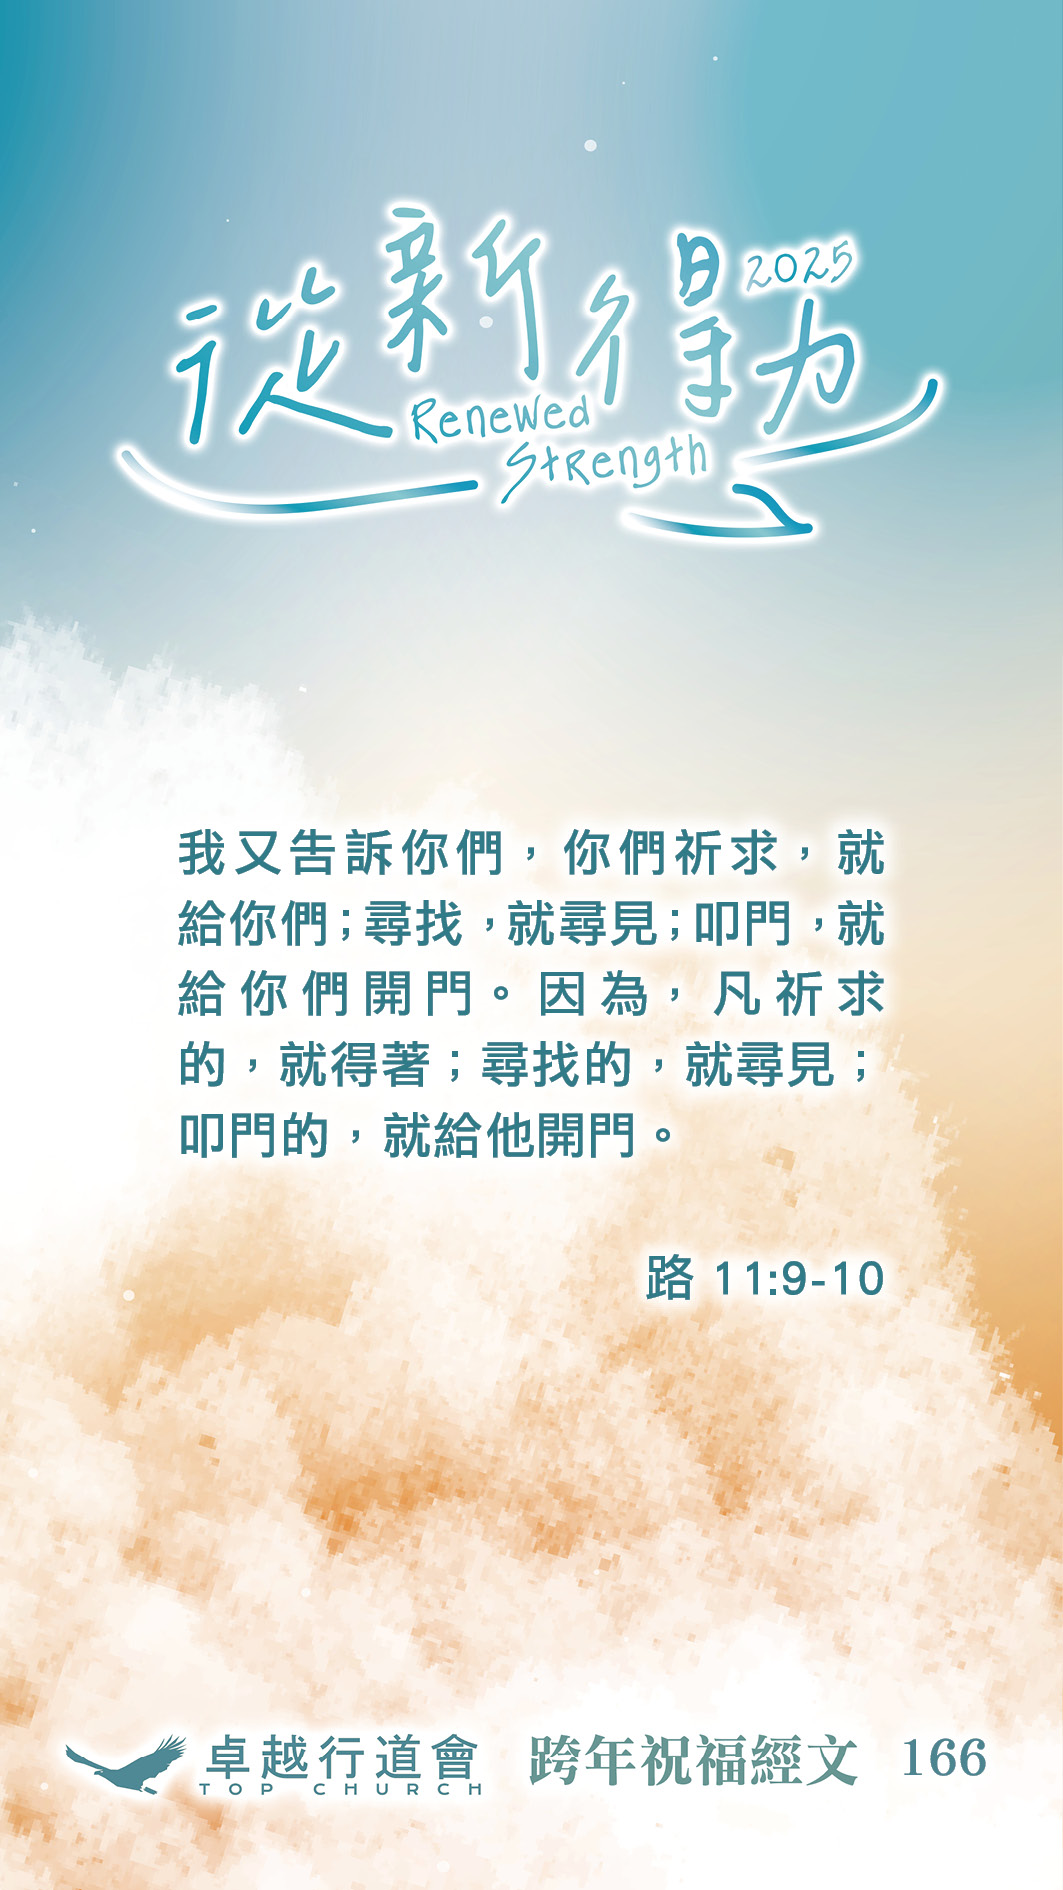 從新得力 2025
Renewed
Strength
我又告訴你們，你們祈求，就
給你們；尋找，就尋見；叩門，就
給你們開門。因為，凡祈求
的，就得著；尋找的，就尋見；
叩門的，就給他開門。
路 11:9-10
卓越行道會
TOP CHURCH
跨年祝福經文 166